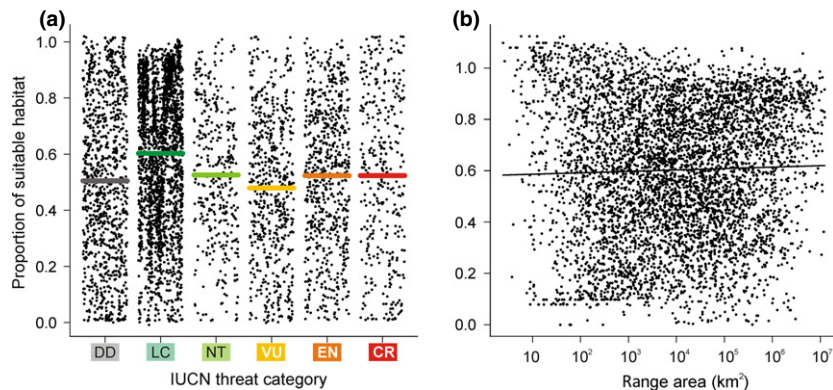 (a)
(b)
Proportion of suitable habitat
1.0
0.8
0.6
0.4
0.2
0.0
DD LC NT VU EN CR
IUCN threat category
1.0
0.8
0.6
0.4
0.2
0.0
10 10² 10³ 10⁴ 10⁵ 10⁶ 10⁷
Range area (km²)